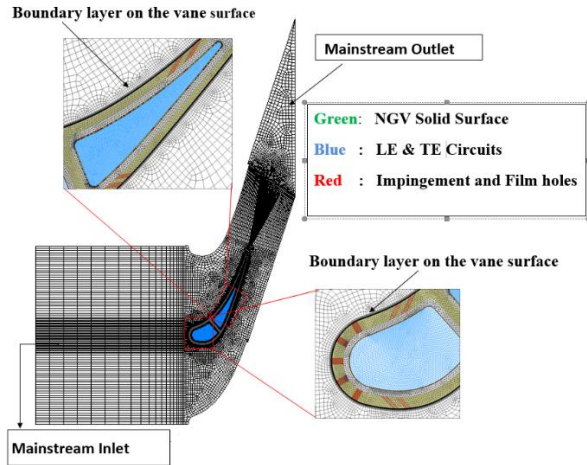 Boundary layer on the vane surface
Mainstream Outlet
Green: NGV Solid Surface
Blue : LE & TE Circuits
Red : Impingement and Film holes
Boundary layer on the vane surface
Mainstream Inlet